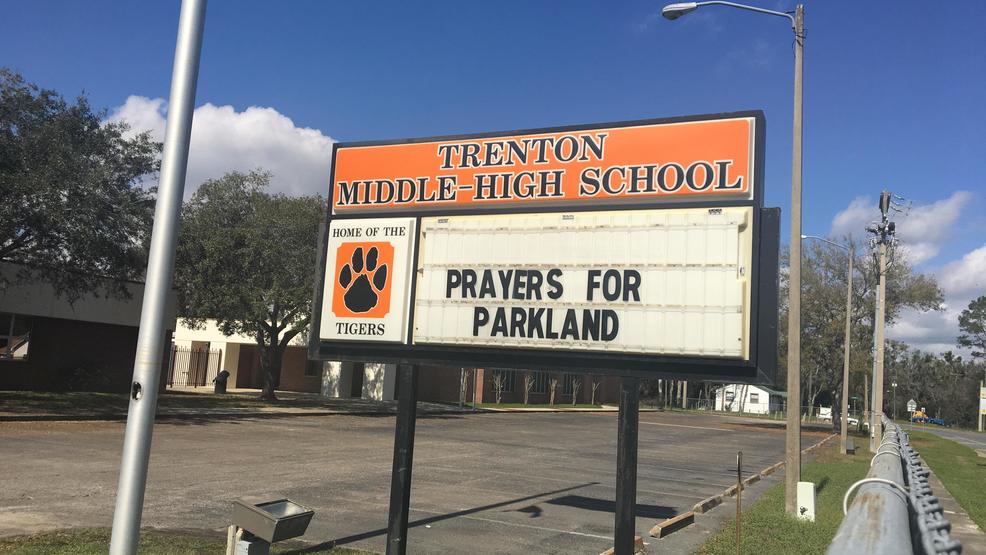 TRENTON
MIDDLE-HIGH SCHOOL
HOME OF THE
TIGERS
PRAYERS FOR
PARKLAND